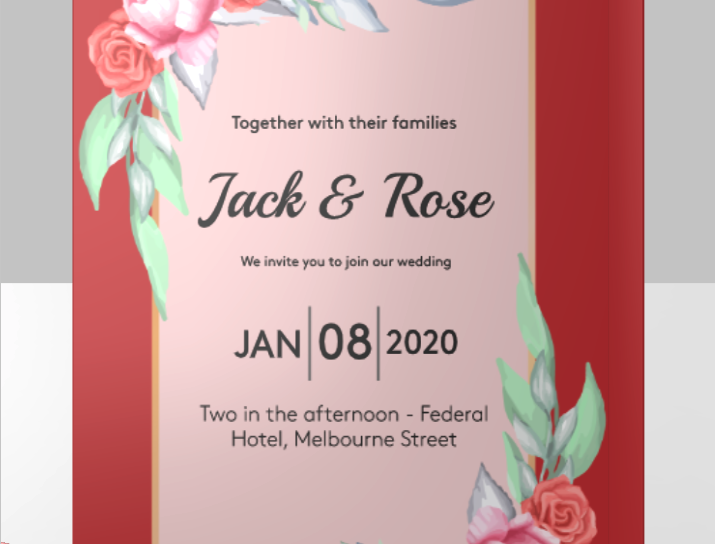 Together with their families
Jack & Rose
We invite you to join our wedding
JAN 08 2020
Two in the afternoon - Federal
Hotel, Melbourne Street